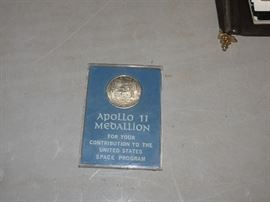 APOLLO 11
MEDALLION
FOR YOUR
CONTRIBUTION TO THE
UNITED STATES
SPACE PROGRAM